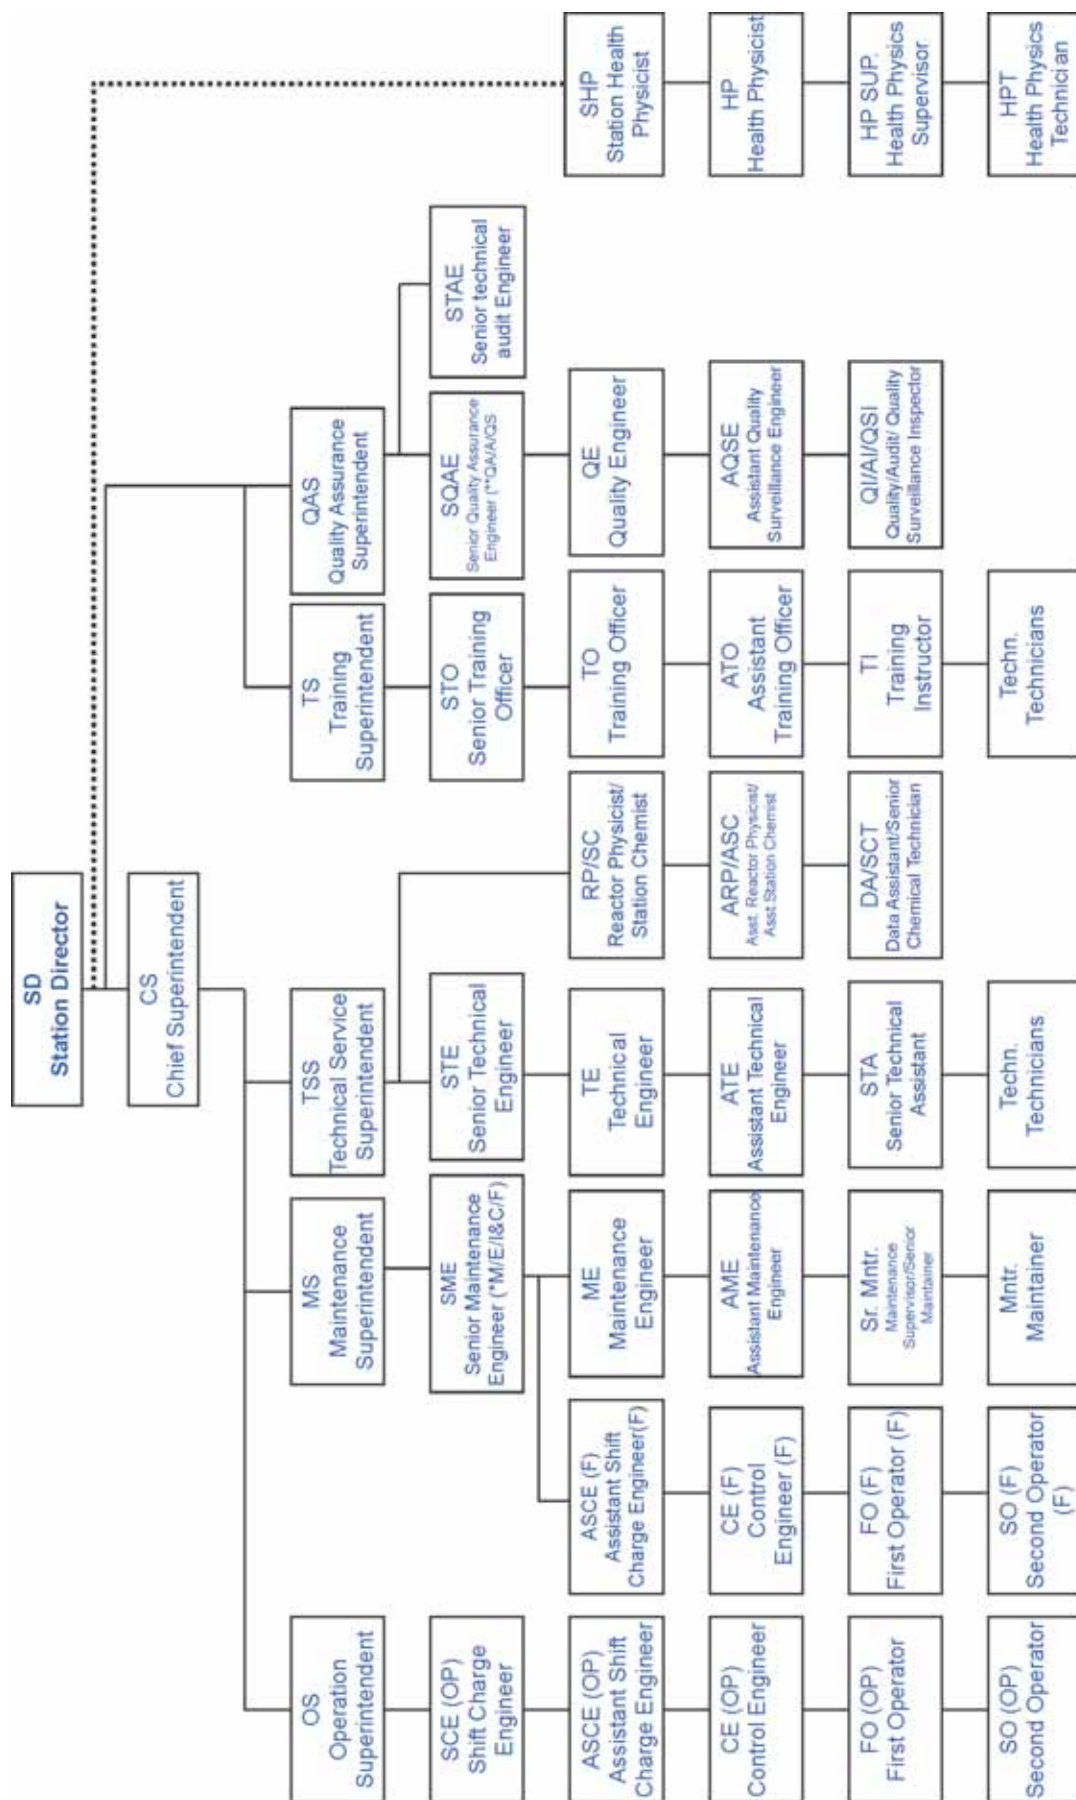 SD
Station Director
CS
Chief Superintendent
OS
Operation
Superintendent
MS
Maintenance
Superintendent
TSS
Technical Service
Superintendent
TS
Training
Superintendent
QAS
Quality Assurance
Superintendent
SCE (OP)
Shift Charge
Engineer
SME
Senior Maintenance
Engineer (*M/E/I&C/F)
STE
Senior Technical
Engineer
STO
Senior Training
Officer
SQAE
Senior Quality Assurance
Engineer (**QA/A/QS
STAE
Senior technical
audit Engineer
ASCE (OP)
Assistant Shift
Charge Engineer
ASCE (F)
Assistant Shift
Charge Engineer(F)
ME
Maintenance
Engineer
TE
Technical
Engineer
RP/SC
Reactor Physicist/
Station Chemist
TO
Training Officer
QE
Quality Engineer
SHP
Station Health
Physicist
CE (OP)
Control Engineer
CE (F)
Control
Engineer (F)
AME
Assistant Maintenance
Engineer
ATE
Assistant Technical
Engineer
ARP/ASC
Asst. Reactor Physicist/
Asst Station Chemist
ATO
Assistant
Training Officer
AQSE
Assistant Quality
Surveillance Engineer
HP
Health Physicist
FO (OP)
First Operator
FO (F)
First Operator (F)
Sr. Mntr.
Maintenance
Supervisor/Senior
Maintainer
STA
Senior Technical
Assistant
DA/SCT
Data Assistant/Senior
Chemical Technician
TI
Training
Instructor
QI/AI/QSI
Quality/Audit/ Quality
Surveillance Inspector
HP SUP.
Health Physics
Supervisor
SO (OP)
Second Operator
SO (F)
Second Operator
(F)
Mntr.
Maintainer
Techn.
Technicians
Techn.
Technicians
HPT
Health Physics
Technician